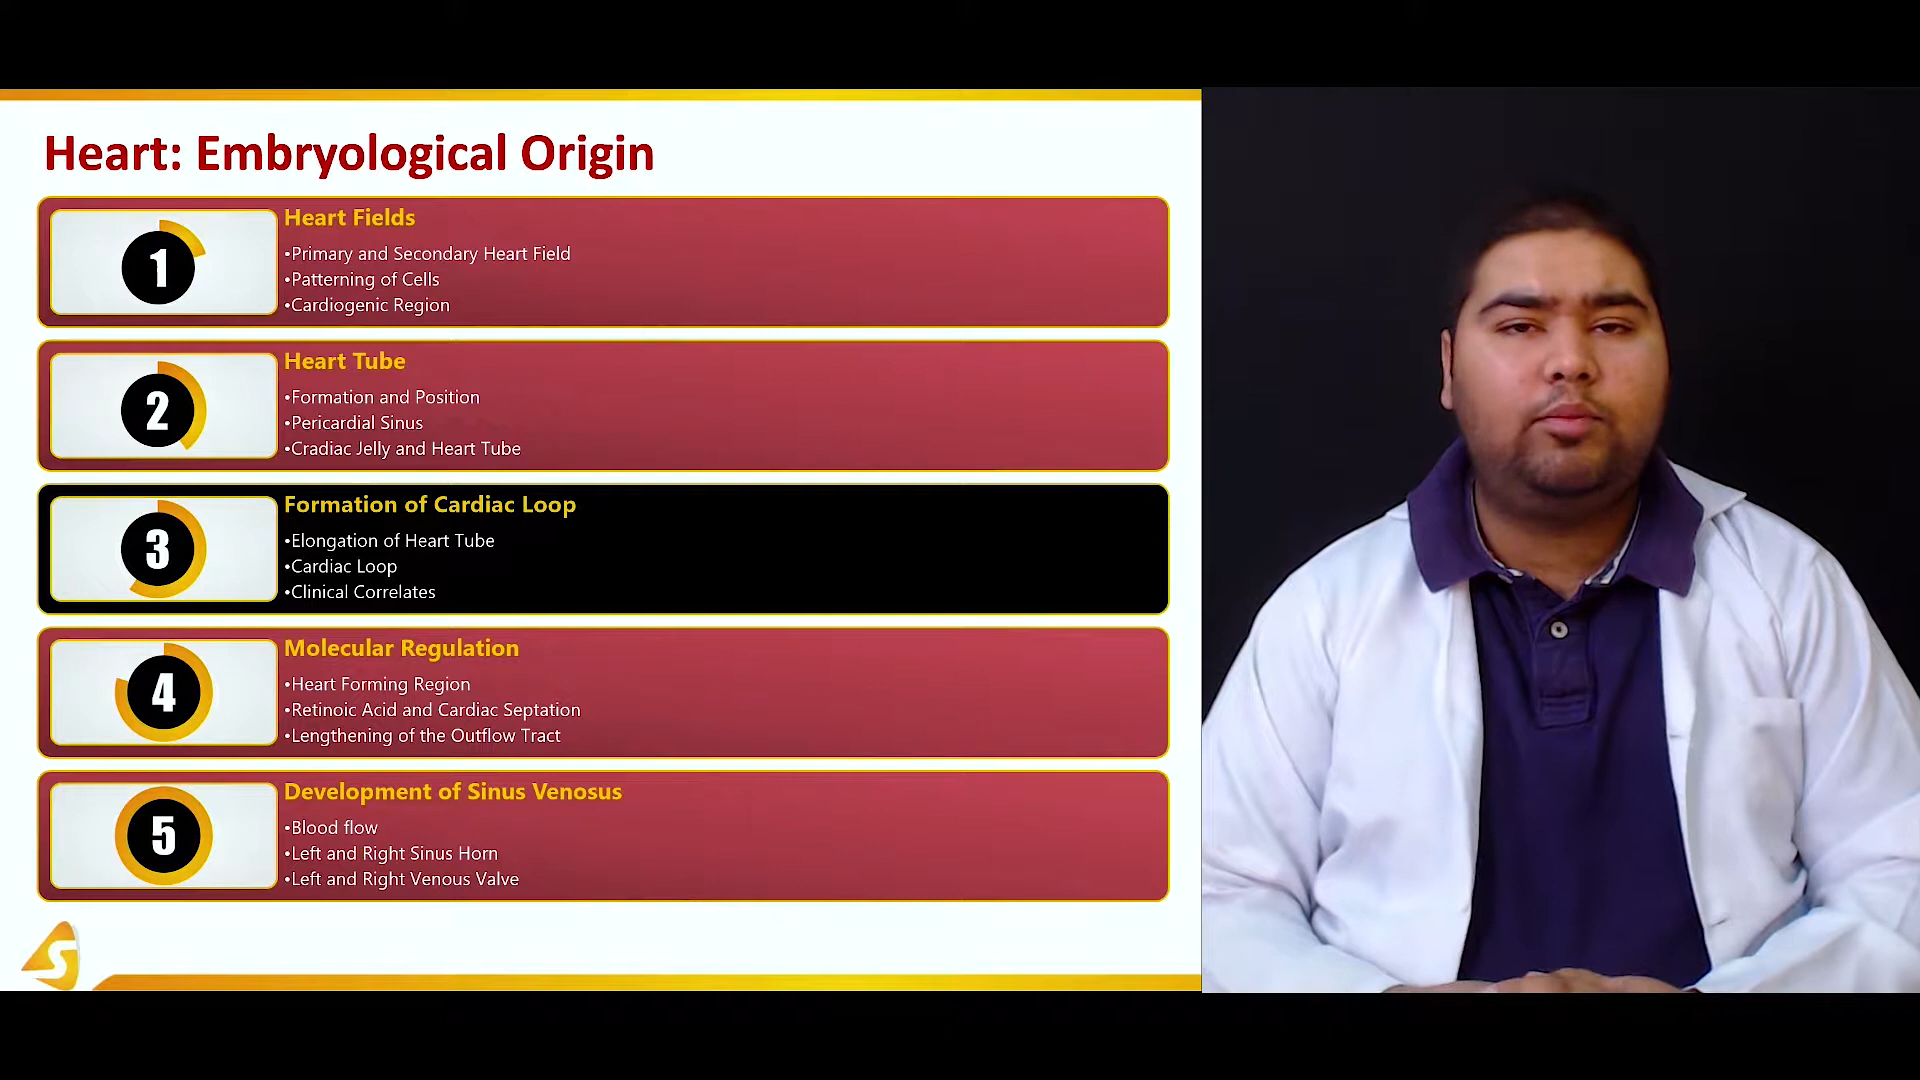 Heart: Embryological Origin
1
Heart Fields
•Primary and Secondary Heart Field
•Patterning of Cells
•Cardiogenic Region
2
Heart Tube
•Formation and Position
•Pericardial Sinus
•Cradiac Jelly and Heart Tube
3
Formation of Cardiac Loop
•Elongation of Heart Tube
•Cardiac Loop
•Clinical Correlates
4
Molecular Regulation
•Heart Forming Region
•Retinoic Acid and Cardiac Septation
•Lengthening of the Outflow Tract
5
Development of Sinus Venosus
•Blood flow
•Left and Right Sinus Horn
•Left and Right Venous Valve
S